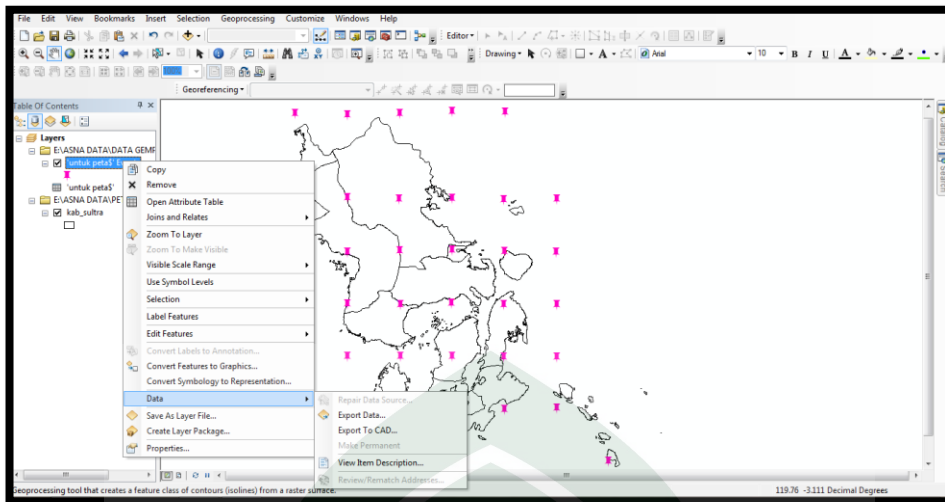 File Edit View Bookmarks Insert Selection Geoprocessing Customize Windows Help
Editor
Drawing Arial 10 B I U A
Georeferencing
Table Of Contents
Layers
E:\ASNA DATA\DATA GEMP
'untuk peta$' E
'untuk peta$'
E:\ASNA DATA\PET
kab_sultra
Copy
Remove
Open Attribute Table
Joins and Relates
Zoom To Layer
Zoom To Make Visible
Visible Scale Range
Use Symbol Levels
Selection
Label Features
Edit Features
Convert Labels to Annotation...
Convert Features to Graphics...
Convert Symbology to Representation...
Data
Save As Layer File...
Create Layer Package...
Properties...
Repair Data Source...
Export Data...
Export To CAD...
Make Permanent
View Item Description...
Review/Rematch Addresses...
Catalog
Search
Geoprocessing tool that creates a feature class of contours (isolines) from a raster surface.
119.76 -3.111 Decimal Degrees